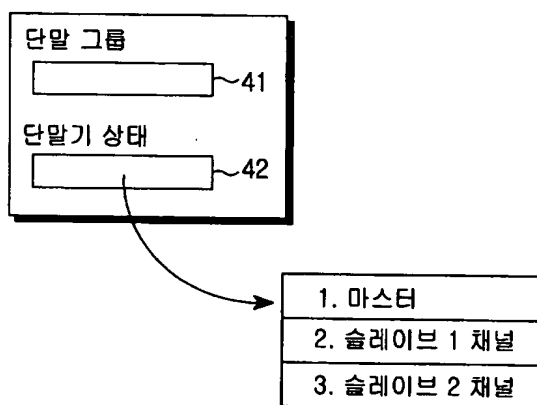 단말 그룹
41
단말기 상태
42
1. 마스터
2. 슬레이브 1 채널
3. 슬레이브 2 채널